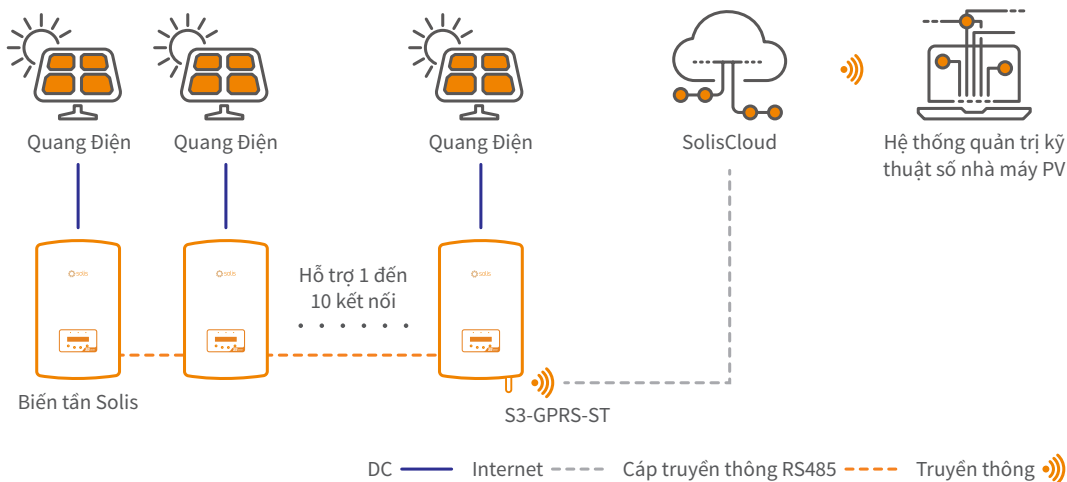 Quang Điện
Quang Điện
Quang Điện
SolisCloud
Hệ thống quản trị kỹ
thuật số nhà máy PV
solis
solis
solis
Hỗ trợ 1 đến
10 kết nối
Biến tần Solis
S3-GPRS-ST
DC
Internet
Cáp truyền thông RS485
Truyền thông